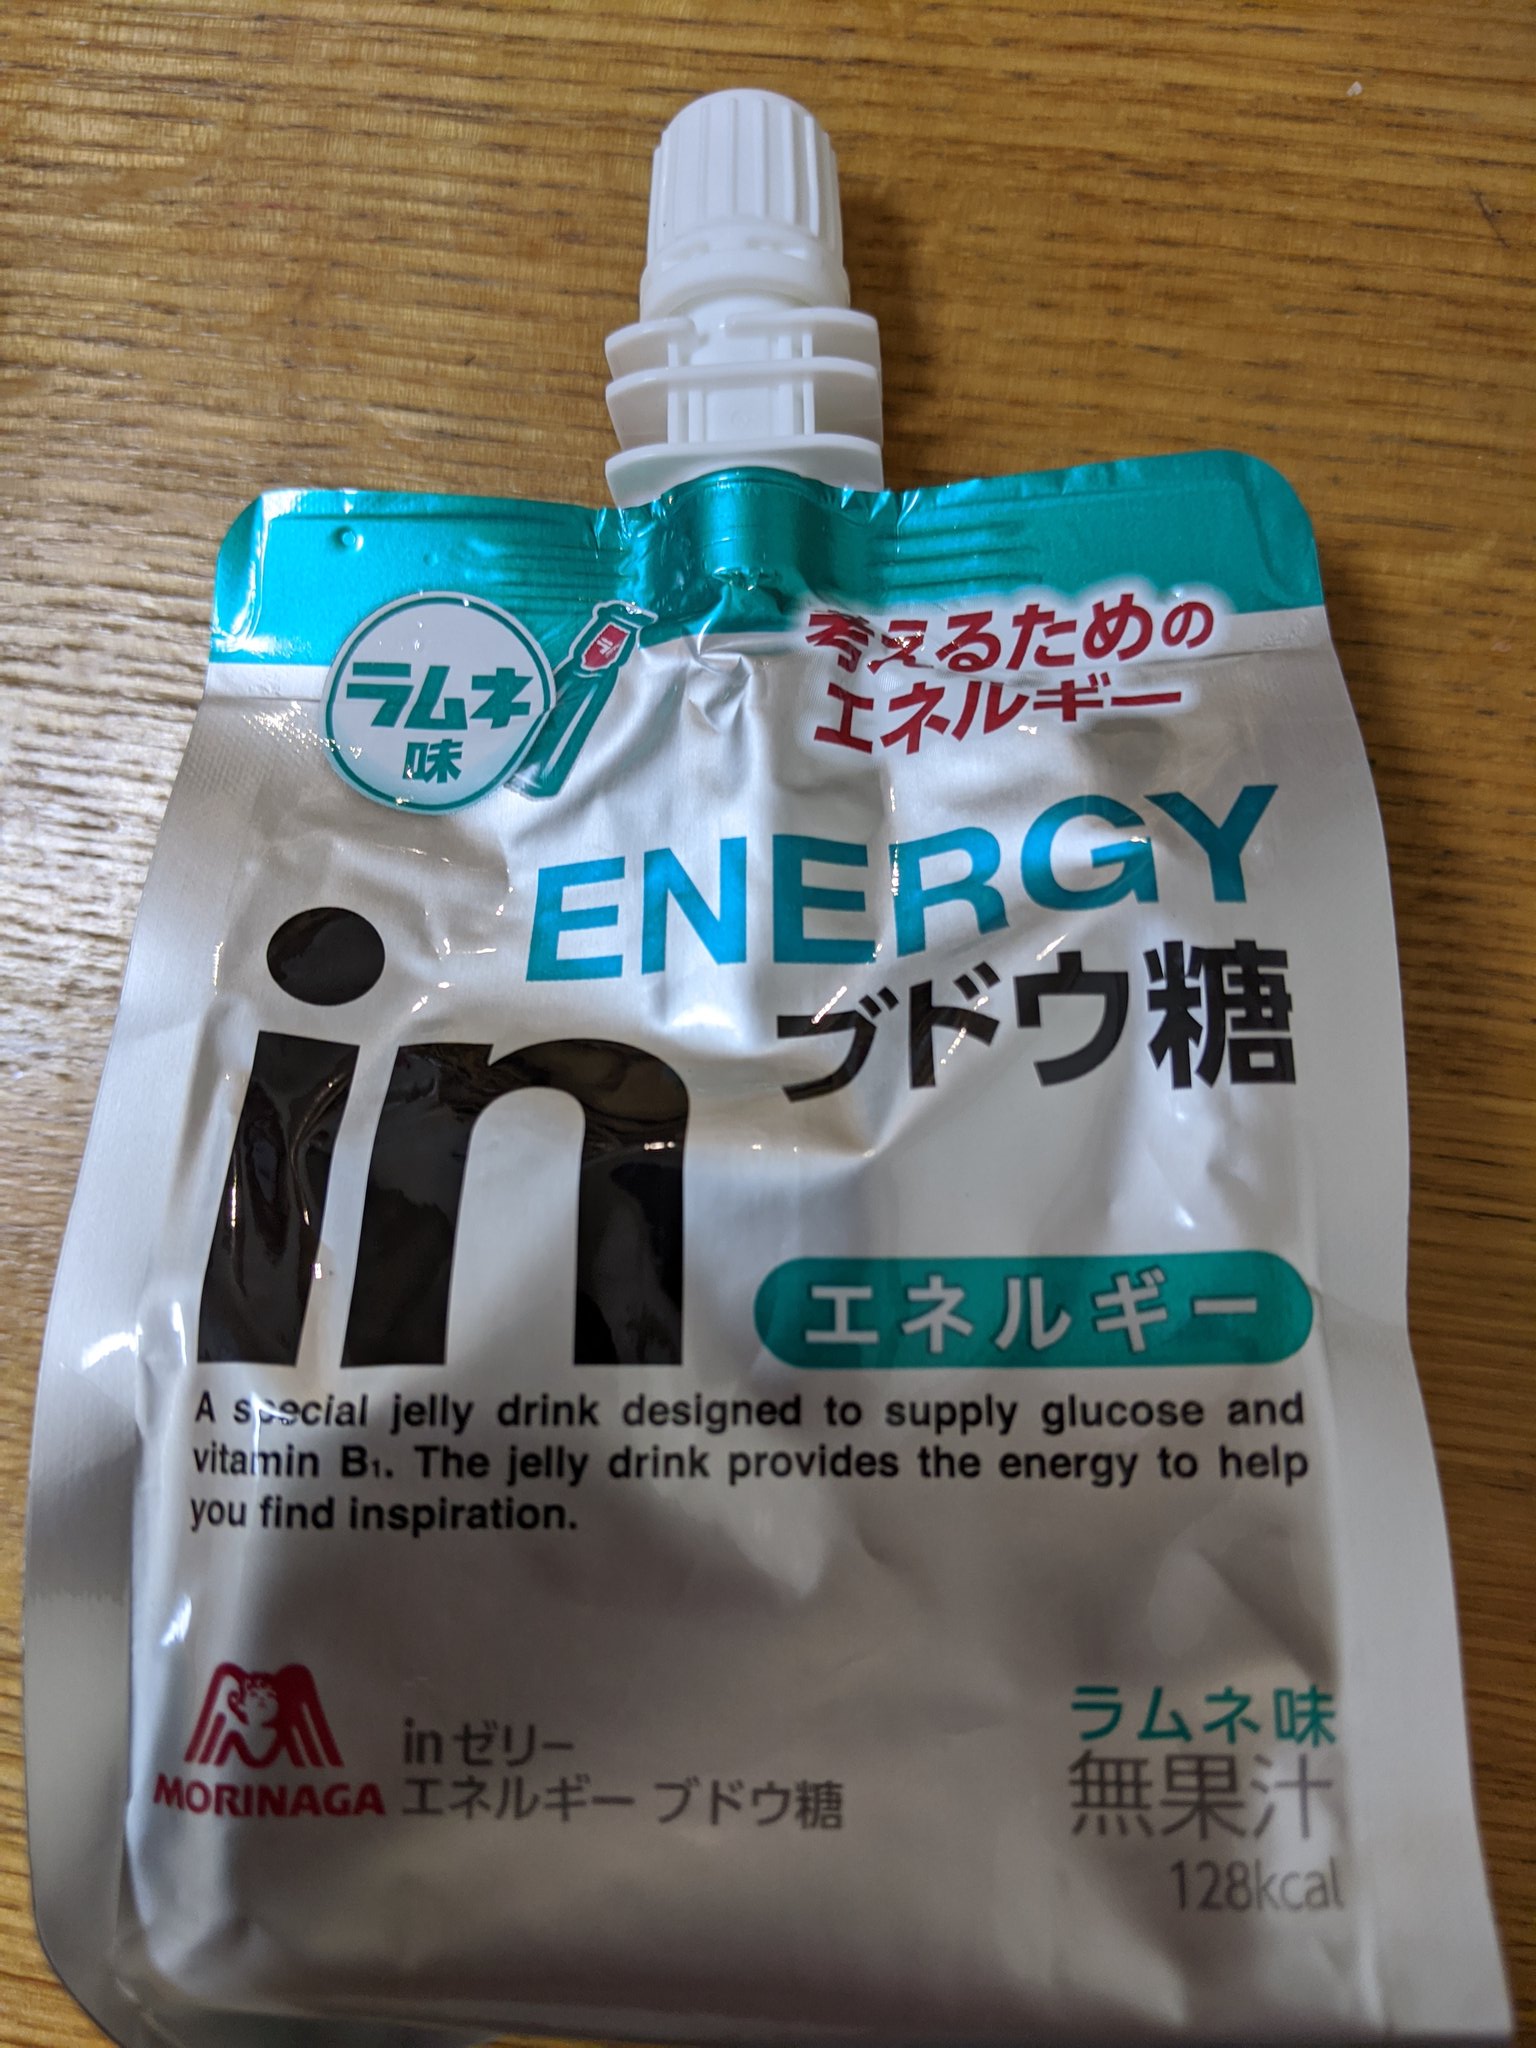 ラムネ
味
考えるための
エネルギー
ENERGY
in
ブドウ糖
エネルギー
A special jelly drink designed to supply glucose and
vitamin B1. The jelly drink provides the energy to help
you find inspiration.
MORINAGA
inゼリー
エネルギー ブドウ糖
ラムネ味
無果汁
128kcal